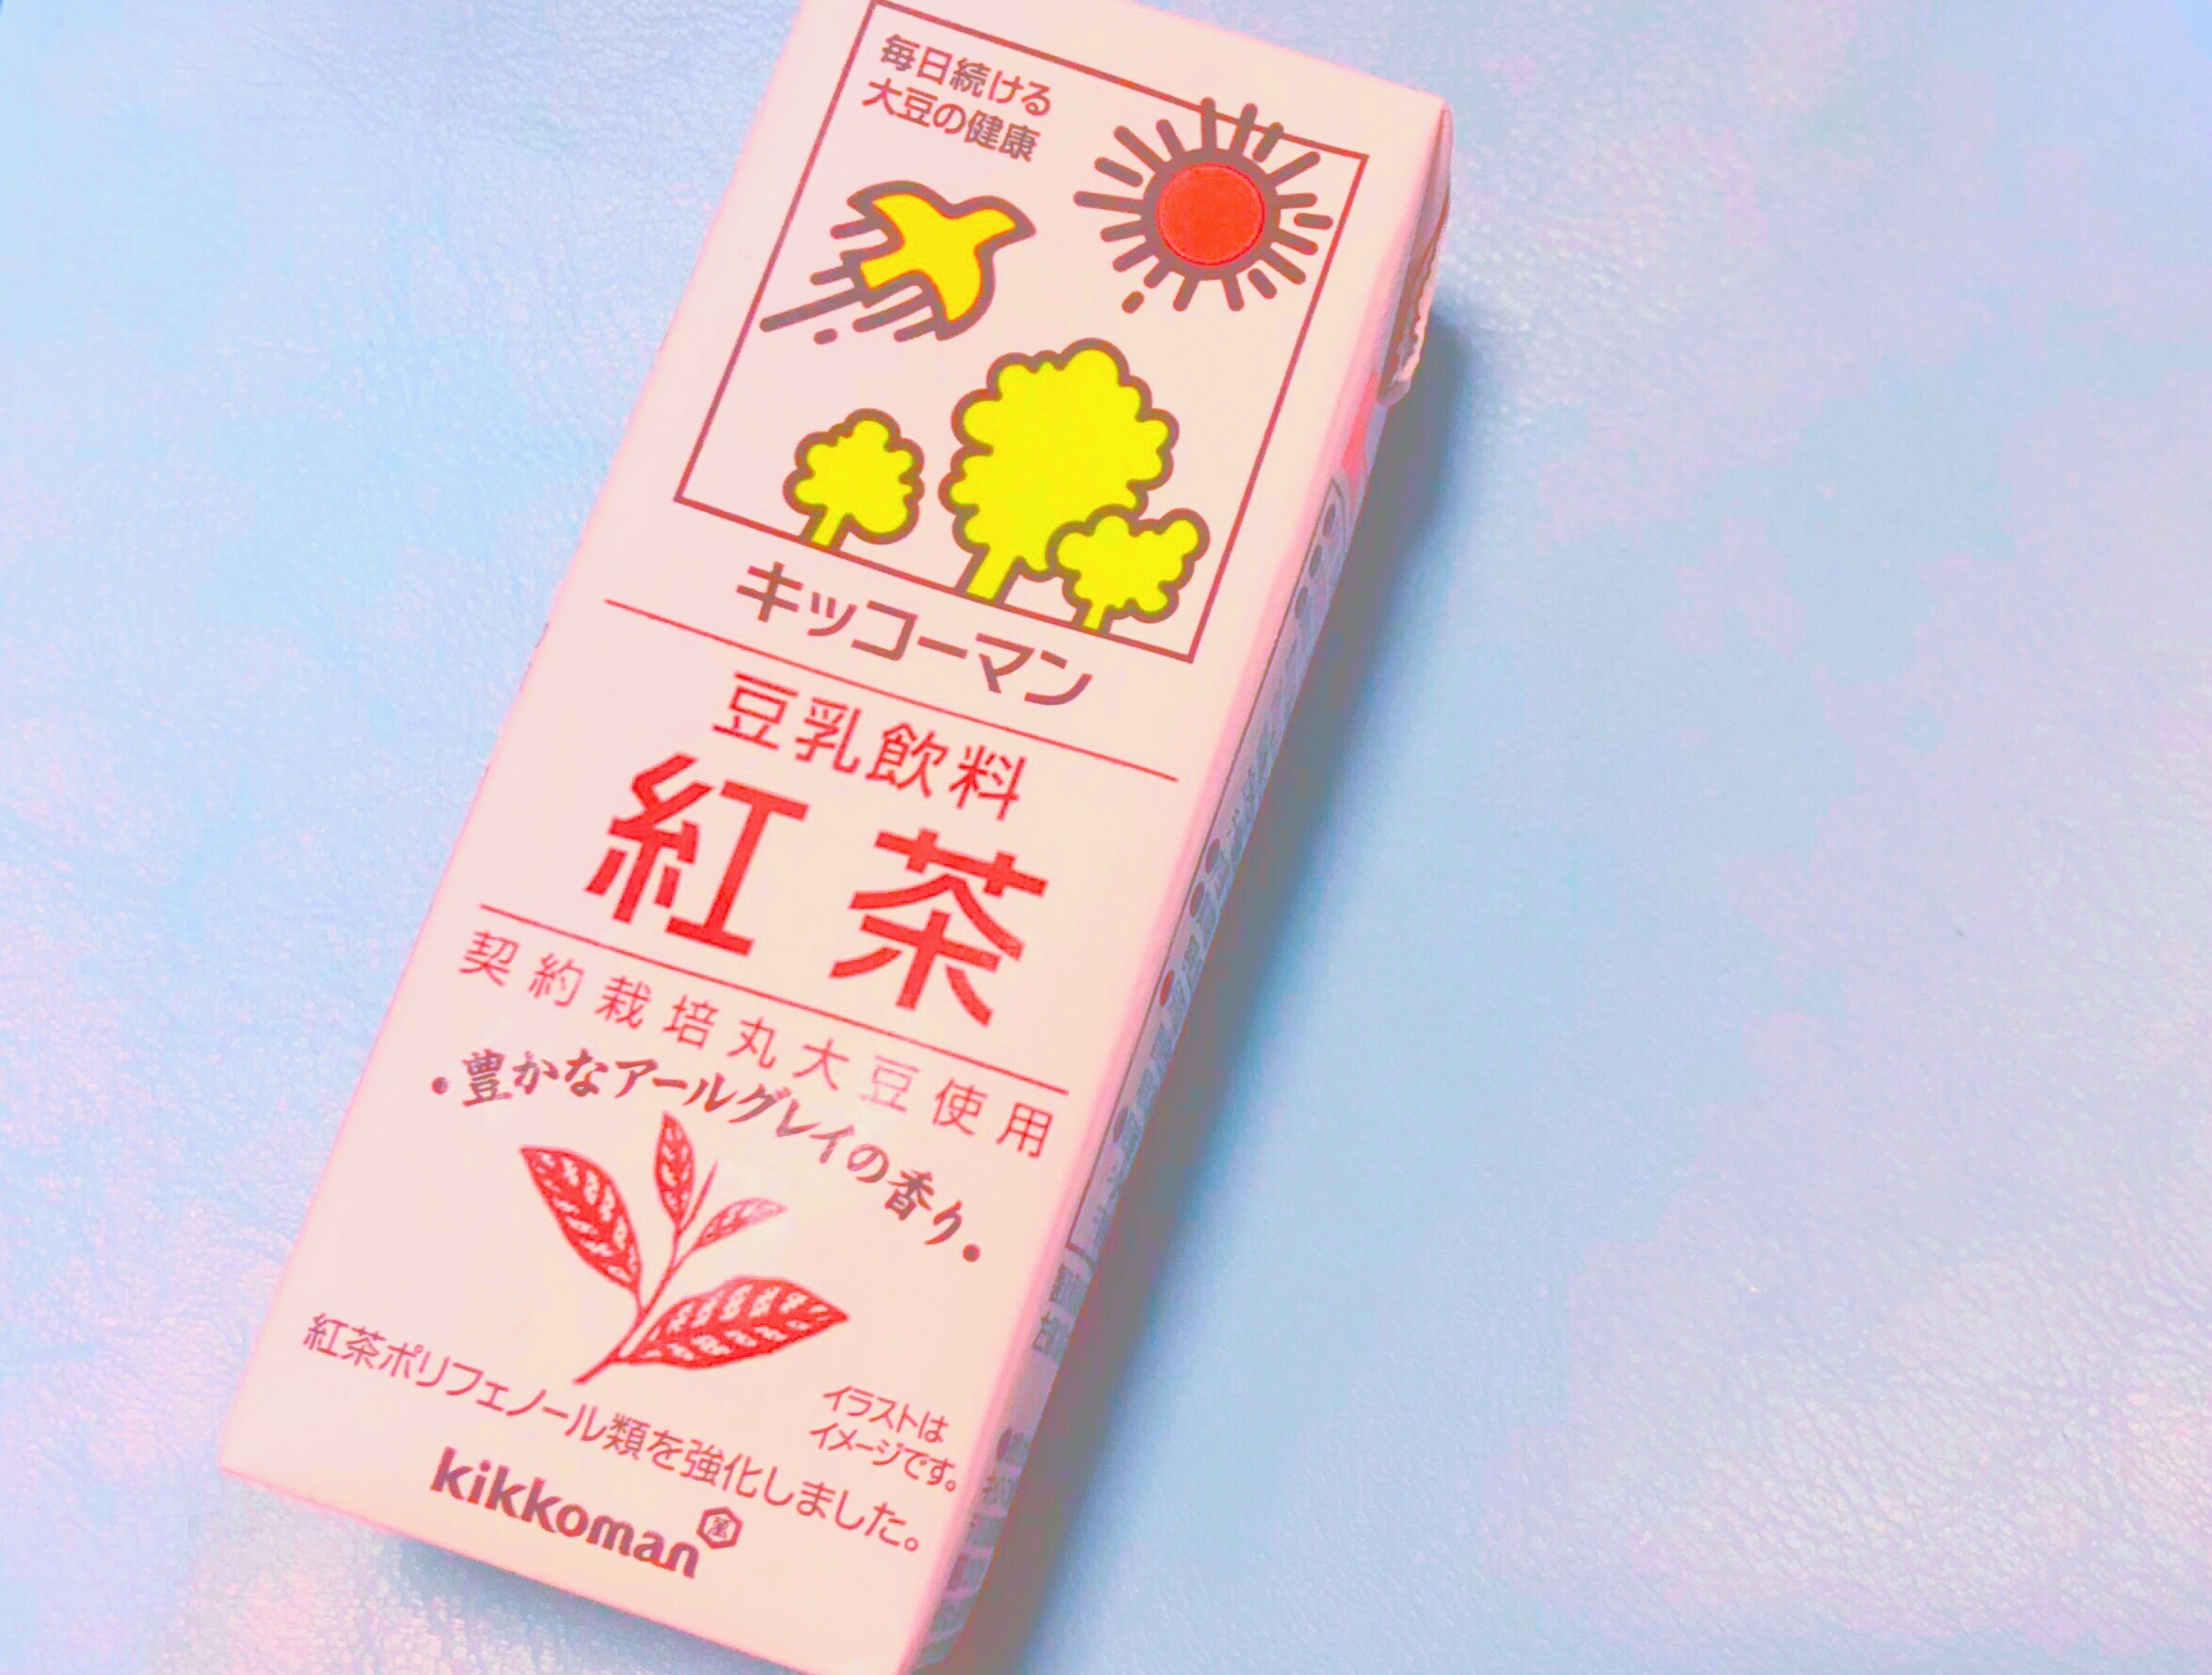 毎日続ける
大豆の健康
キッコーマン
豆乳飲料
紅茶
契約栽培丸大豆使用
豊かなアールグレイの香り
イラストは
イメージです。
紅茶ポリフェノール類を強化しました。
kikkoman